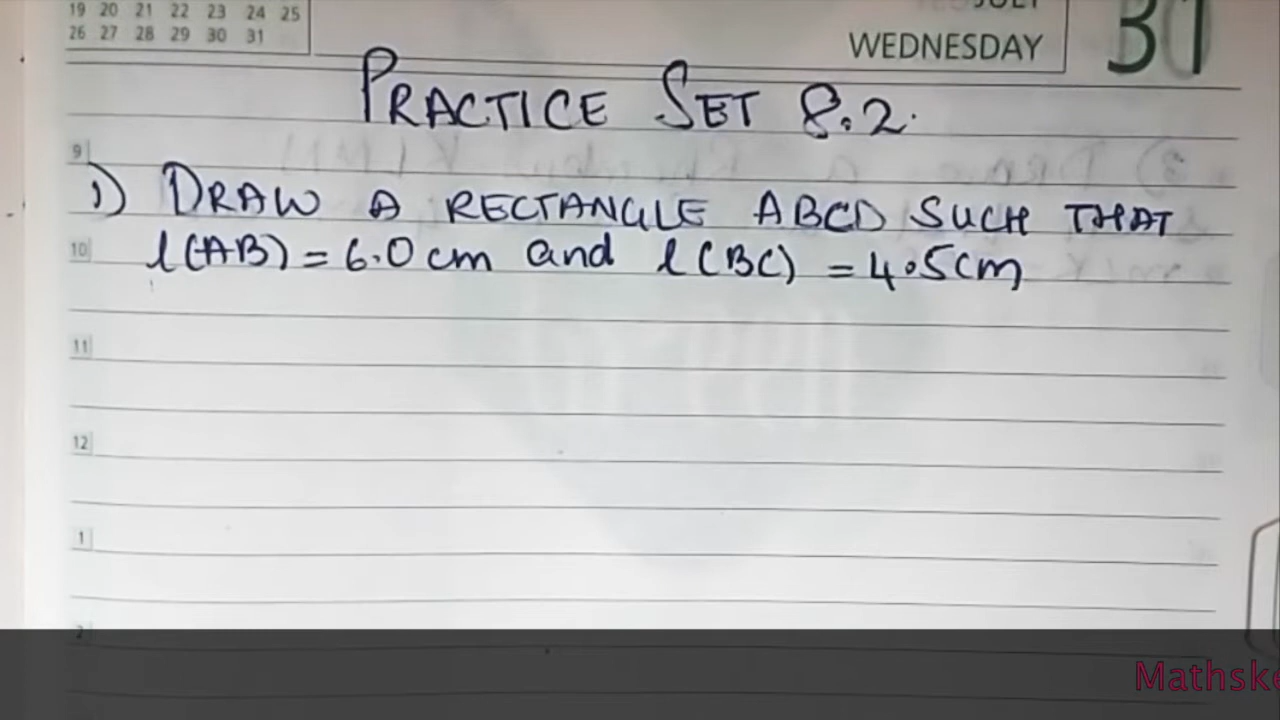 19 20 21 22 23 24 25
26 27 28 29 30 31
JULY
WEDNESDAY
31
PRACTICE SET 8.2.
9
1) DRAW A RECTANGLE ABCD SUCH THAT
10
l(AB) = 6.0 cm and l(BC) = 4.5cm
11
12
1
2